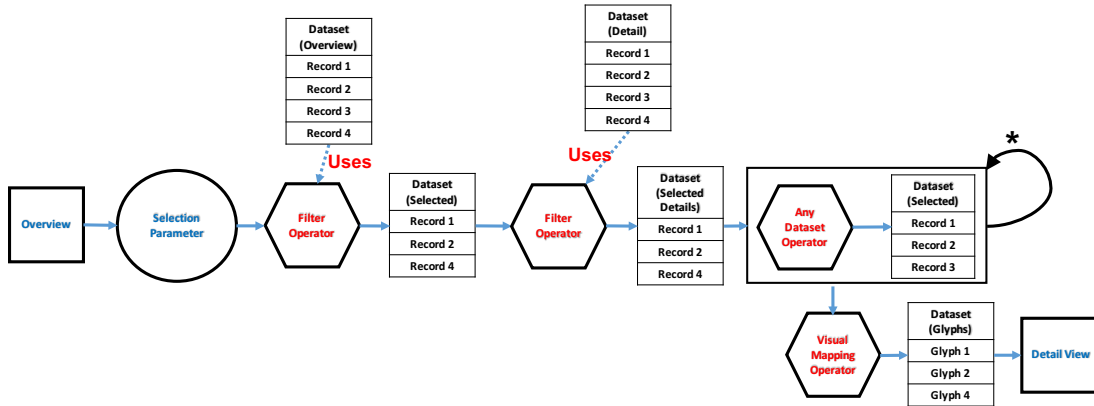 Overview
Selection
Parameter
Dataset
(Overview)
Record 1
Record 2
Record 3
Record 4
Uses
Filter
Operator
Dataset
(Selected)
Record 1
Record 2
Record 4
Dataset
(Detail)
Record 1
Record 2
Record 3
Record 4
Uses
Filter
Operator
Dataset
(Selected
Details)
Record 1
Record 2
Record 4
Any
Dataset
Operator
Dataset
(Selected)
Record 1
Record 2
Record 3
*
Visual
Mapping
Operator
Dataset
(Glyphs)
Glyph 1
Glyph 2
Glyph 4
Detail View